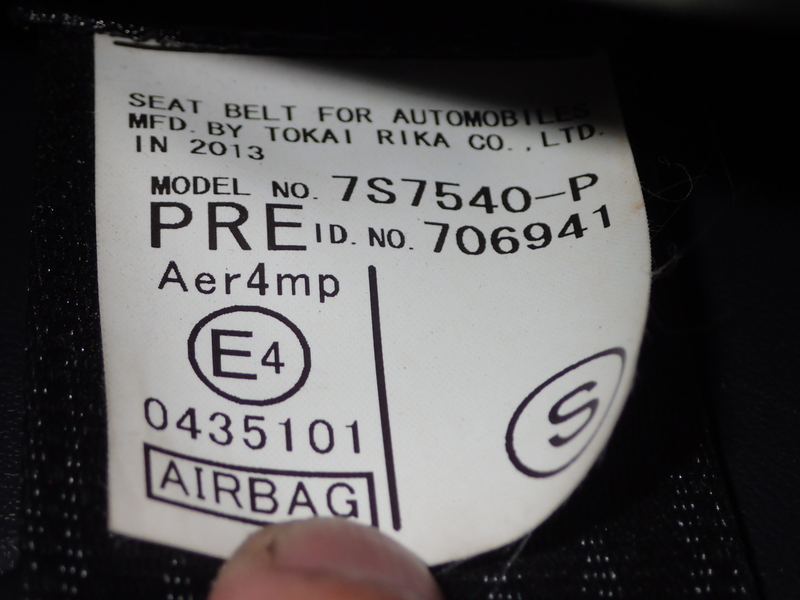 SEAT BELT FOR AUTOMOBILES
MFD. BY TOKAI RIKA CO., LTD.
IN 2013
MODEL NO. 7S7540-P
PRE ID. NO. 706941
Aer4mp
E4
0435101
AIRBAG
S